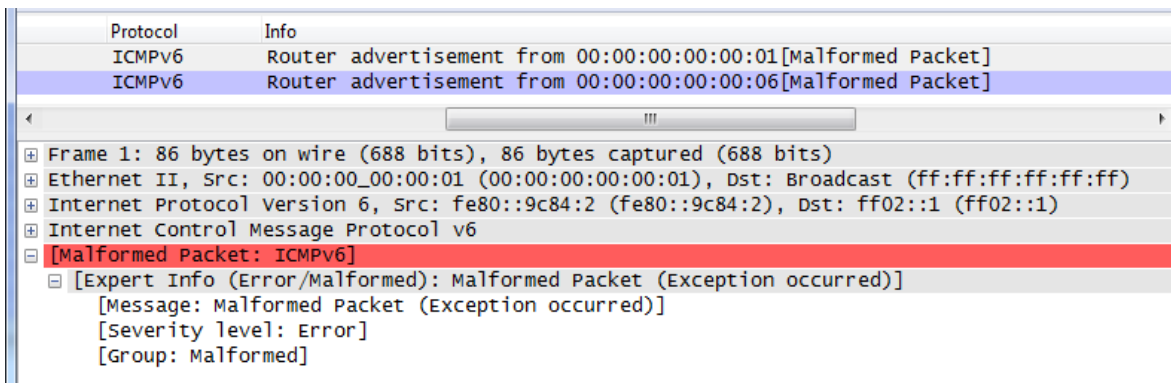 Protocol Info
ICMPv6 Router advertisement from 00:00:00:00:00:01[Malformed Packet]
ICMPv6 Router advertisement from 00:00:00:00:00:06[Malformed Packet]
Frame 1: 86 bytes on wire (688 bits), 86 bytes captured (688 bits)
Ethernet II, Src: 00:00:00_00:00:01 (00:00:00:00:00:01), Dst: Broadcast (ff:ff:ff:ff:ff:ff)
Internet Protocol Version 6, Src: fe80::9c84:2 (fe80::9c84:2), Dst: ff02::1 (ff02::1)
Internet Control Message Protocol v6
[Malformed Packet: ICMPv6]
[Expert Info (Error/Malformed): Malformed Packet (Exception occurred)]
[Message: Malformed Packet (Exception occurred)]
[Severity level: Error]
[Group: Malformed]